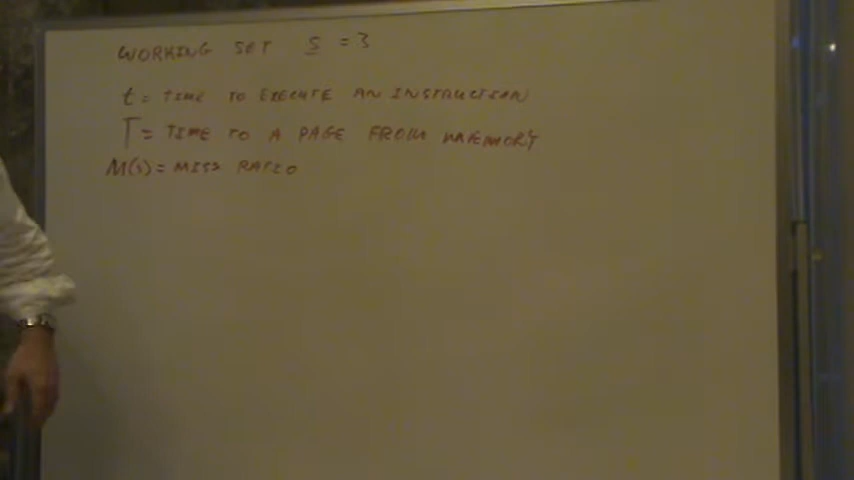 WORKING SET S = 3
t = TIME TO EXECUTE AN INSTRUCTION
T = TIME TO A PAGE FROM MEMORY
M(s) = MISS RATIO